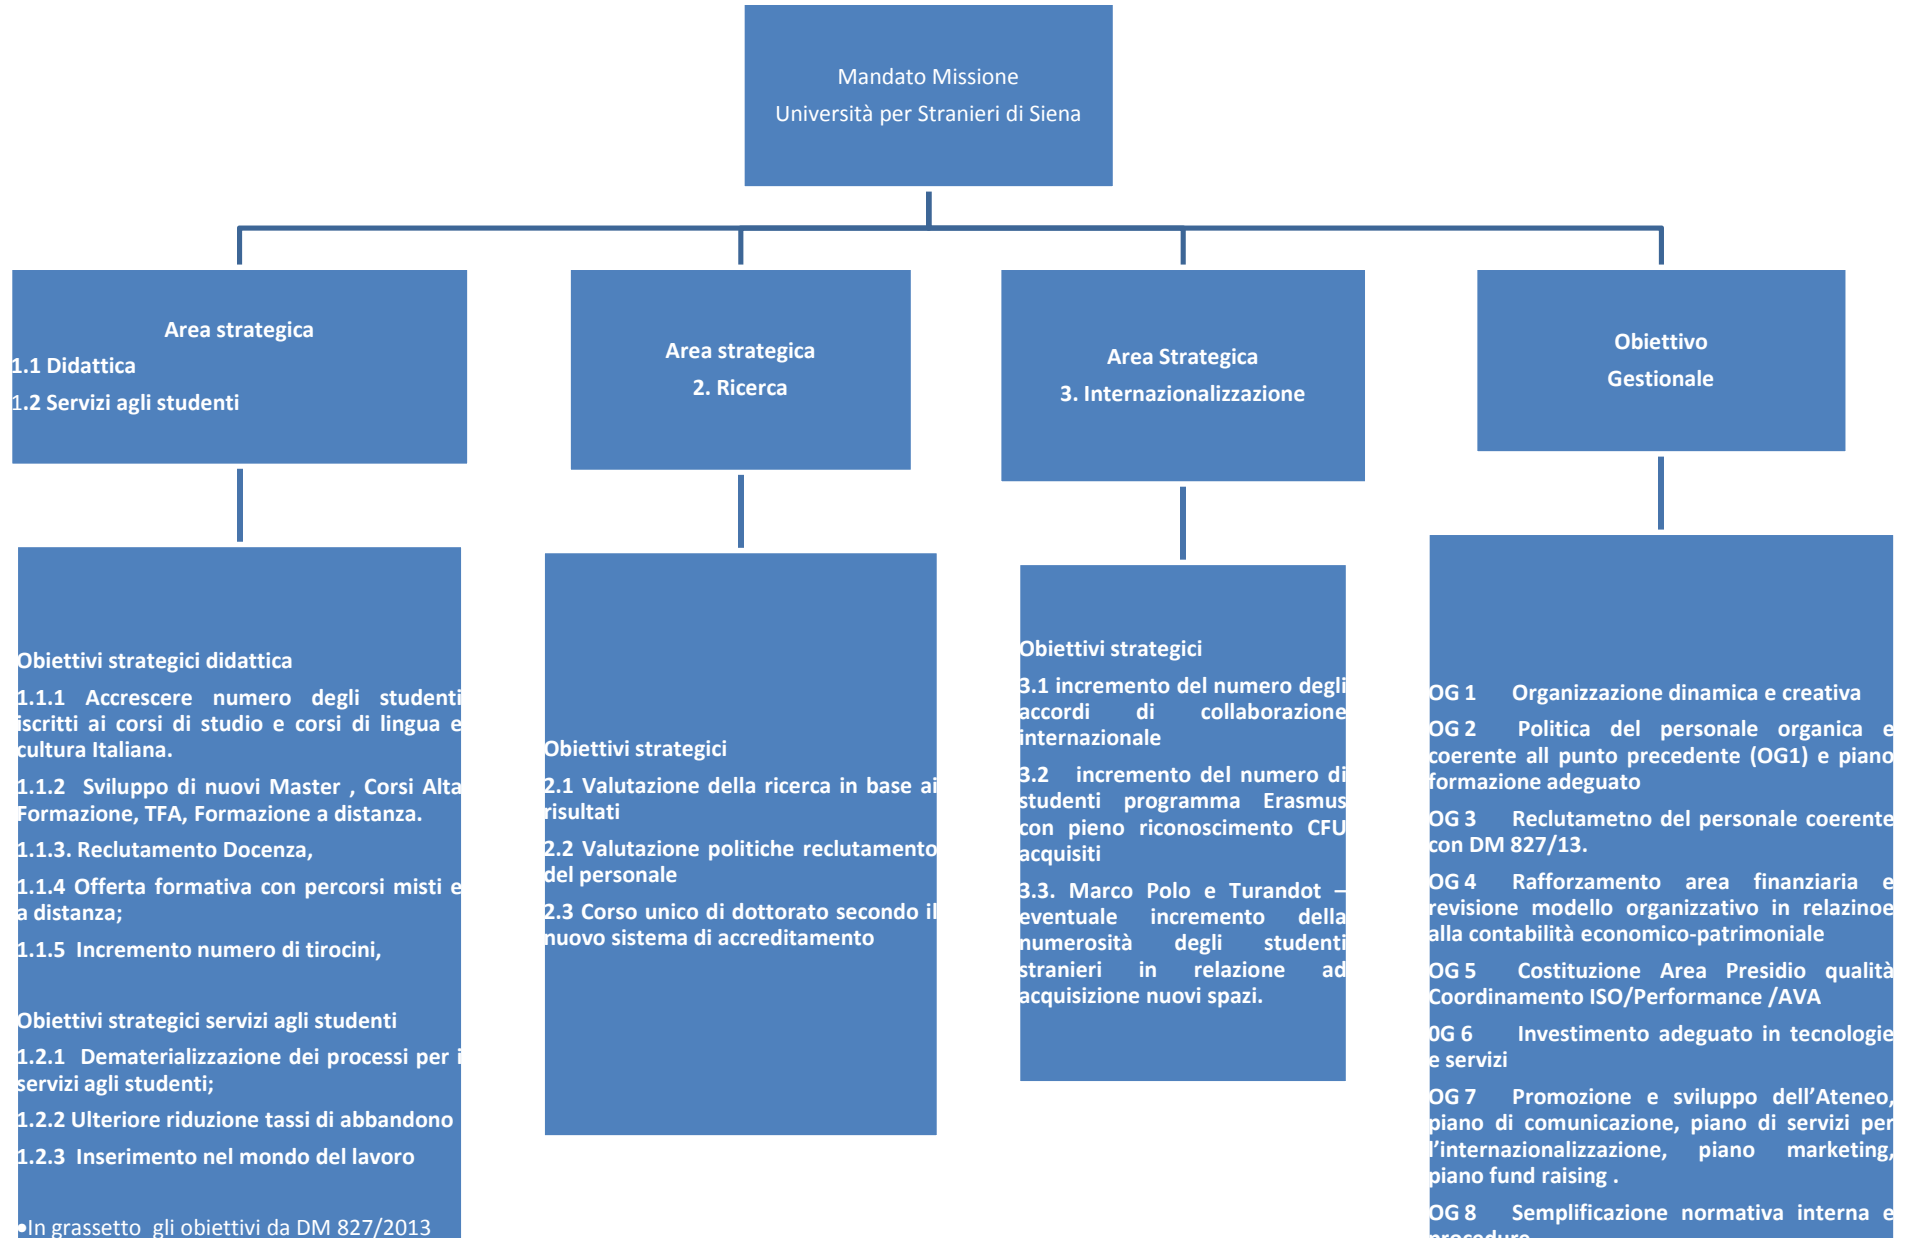 Mandato Missione
Università per Stranieri di Siena
Area strategica
1.1 Didattica
1.2 Servizi agli studenti
Area strategica
2. Ricerca
Area Strategica
3. Internazionalizzazione
Obiettivo
Gestionale
Obiettivi strategici didattica
1.1.1 Accrescere numero degli studenti
iscritti ai corsi di studio e corsi di lingua e
cultura Italiana.
1.1.2 Sviluppo di nuovi Master , Corsi Alta
Formazione, TFA, Formazione a distanza.
1.1.3. Reclutamento Docenza,
1.1.4 Offerta formativa con percorsi misti e
a distanza;
1.1.5 Incremento numero di tirocini,
Obiettivi strategici servizi agli studenti
1.2.1 Dematerializzazione dei processi per i
servizi agli studenti;
1.2.2 Ulteriore riduzione tassi di abbandono
1.2.3 Inserimento nel mondo del lavoro
•In grassetto gli obiettivi da DM 827/2013
Obiettivi strategici
2.1 Valutazione della ricerca in base ai
risultati
2.2 Valutazione politiche reclutamento
del personale
2.3 Corso unico di dottorato secondo il
nuovo sistema di accreditamento
Obiettivi strategici
3.1 incremento del numero degli
accordi di collaborazione
internazionale
3.2 incremento del numero di
studenti programma Erasmus
con pieno riconoscimento CFU
acquisiti
3.3. Marco Polo e Turandot –
eventuale incremento della
numerosità degli studenti
stranieri in relazione ad
acquisizione nuovi spazi.
OG 1 Organizzazione dinamica e creativa
OG 2 Politica del personale organica e
coerente all punto precedente (OG1) e piano
formazione adeguato
OG 3 Reclutametno del personale coerente
con DM 827/13.
OG 4 Rafforzamento area finanziaria e
revisione modello organizzativo in relazinoe
alla contabilità economico-patrimoniale
OG 5 Costituzione Area Presidio qualità
Coordinamento ISO/Performance /AVA
0G 6 Investimento adeguato in tecnologie
e servizi
OG 7 Promozione e sviluppo dell’Ateneo,
piano di comunicazione, piano di servizi per
l’internazionalizzazione, piano marketing,
piano fund raising .
OG 8 Semplificazione normativa interna e
procedure